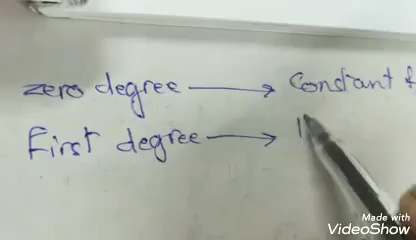 zero degree → Constant f
First degree → l
Made with
VideoShow